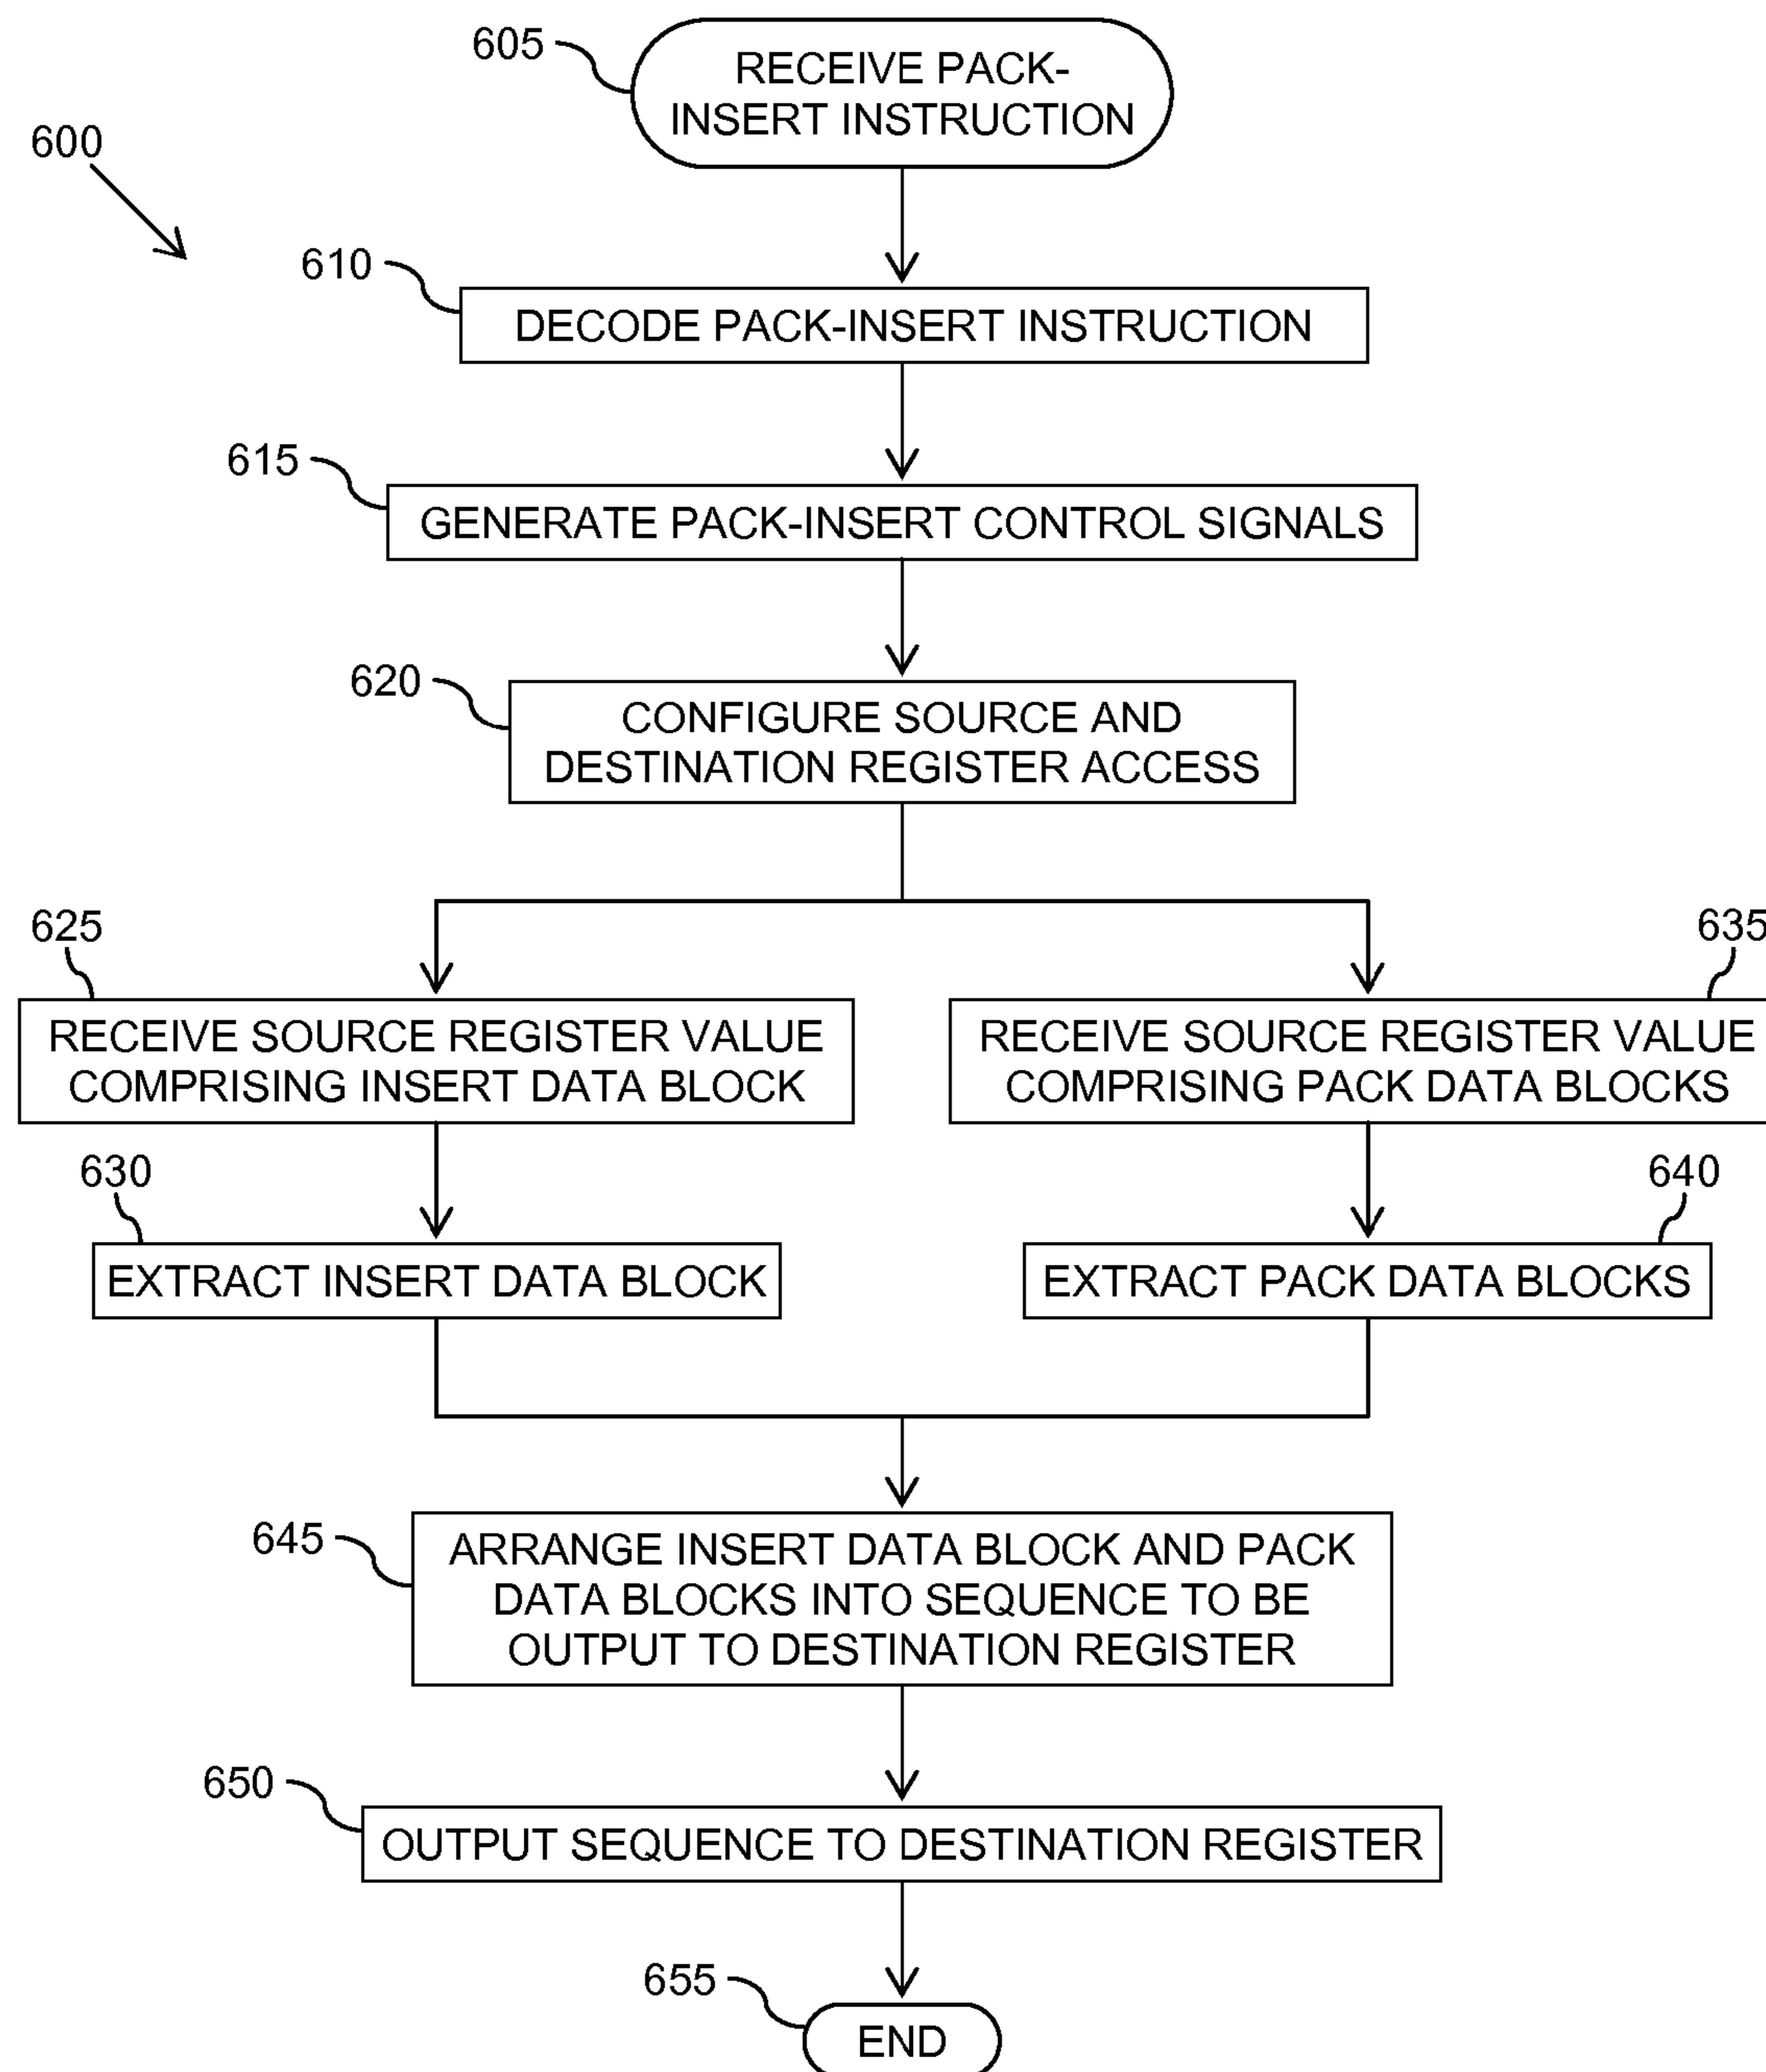 605
RECEIVE PACK-
INSERT INSTRUCTION
600
610
DECODE PACK-INSERT INSTRUCTION
615
GENERATE PACK-INSERT CONTROL SIGNALS
620
CONFIGURE SOURCE AND
DESTINATION REGISTER ACCESS
625
RECEIVE SOURCE REGISTER VALUE
COMPRISING INSERT DATA BLOCK
635
RECEIVE SOURCE REGISTER VALUE
COMPRISING PACK DATA BLOCKS
630
EXTRACT INSERT DATA BLOCK
640
EXTRACT PACK DATA BLOCKS
645
ARRANGE INSERT DATA BLOCK AND PACK
DATA BLOCKS INTO SEQUENCE TO BE
OUTPUT TO DESTINATION REGISTER
650
OUTPUT SEQUENCE TO DESTINATION REGISTER
655
END